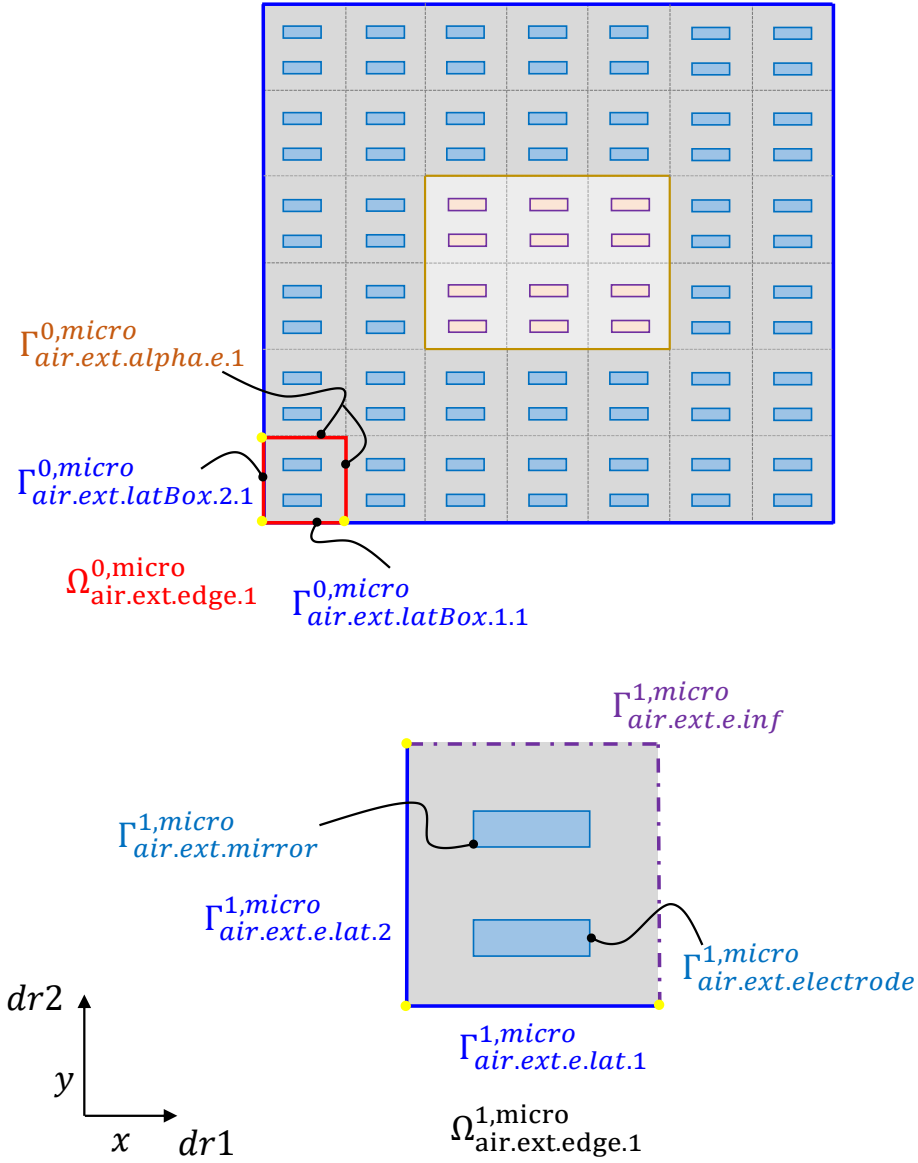 Γ^{0,micro}_{air.ext.alpha.e.1}
Γ^{0,micro}_{air.ext.latBox.2.1}
Ω^{0,micro}_{air.ext.edge.1}
Γ^{0,micro}_{air.ext.latBox.1.1}
Γ^{1,micro}_{air.ext.e.inf}
Γ^{1,micro}_{air.ext.mirror}
Γ^{1,micro}_{air.ext.e.lat.2}
Γ^{1,micro}_{air.ext.electrode}
dr2
Γ^{1,micro}_{air.ext.e.lat.1}
y
x dr1
Ω^{1,micro}_{air.ext.edge.1}